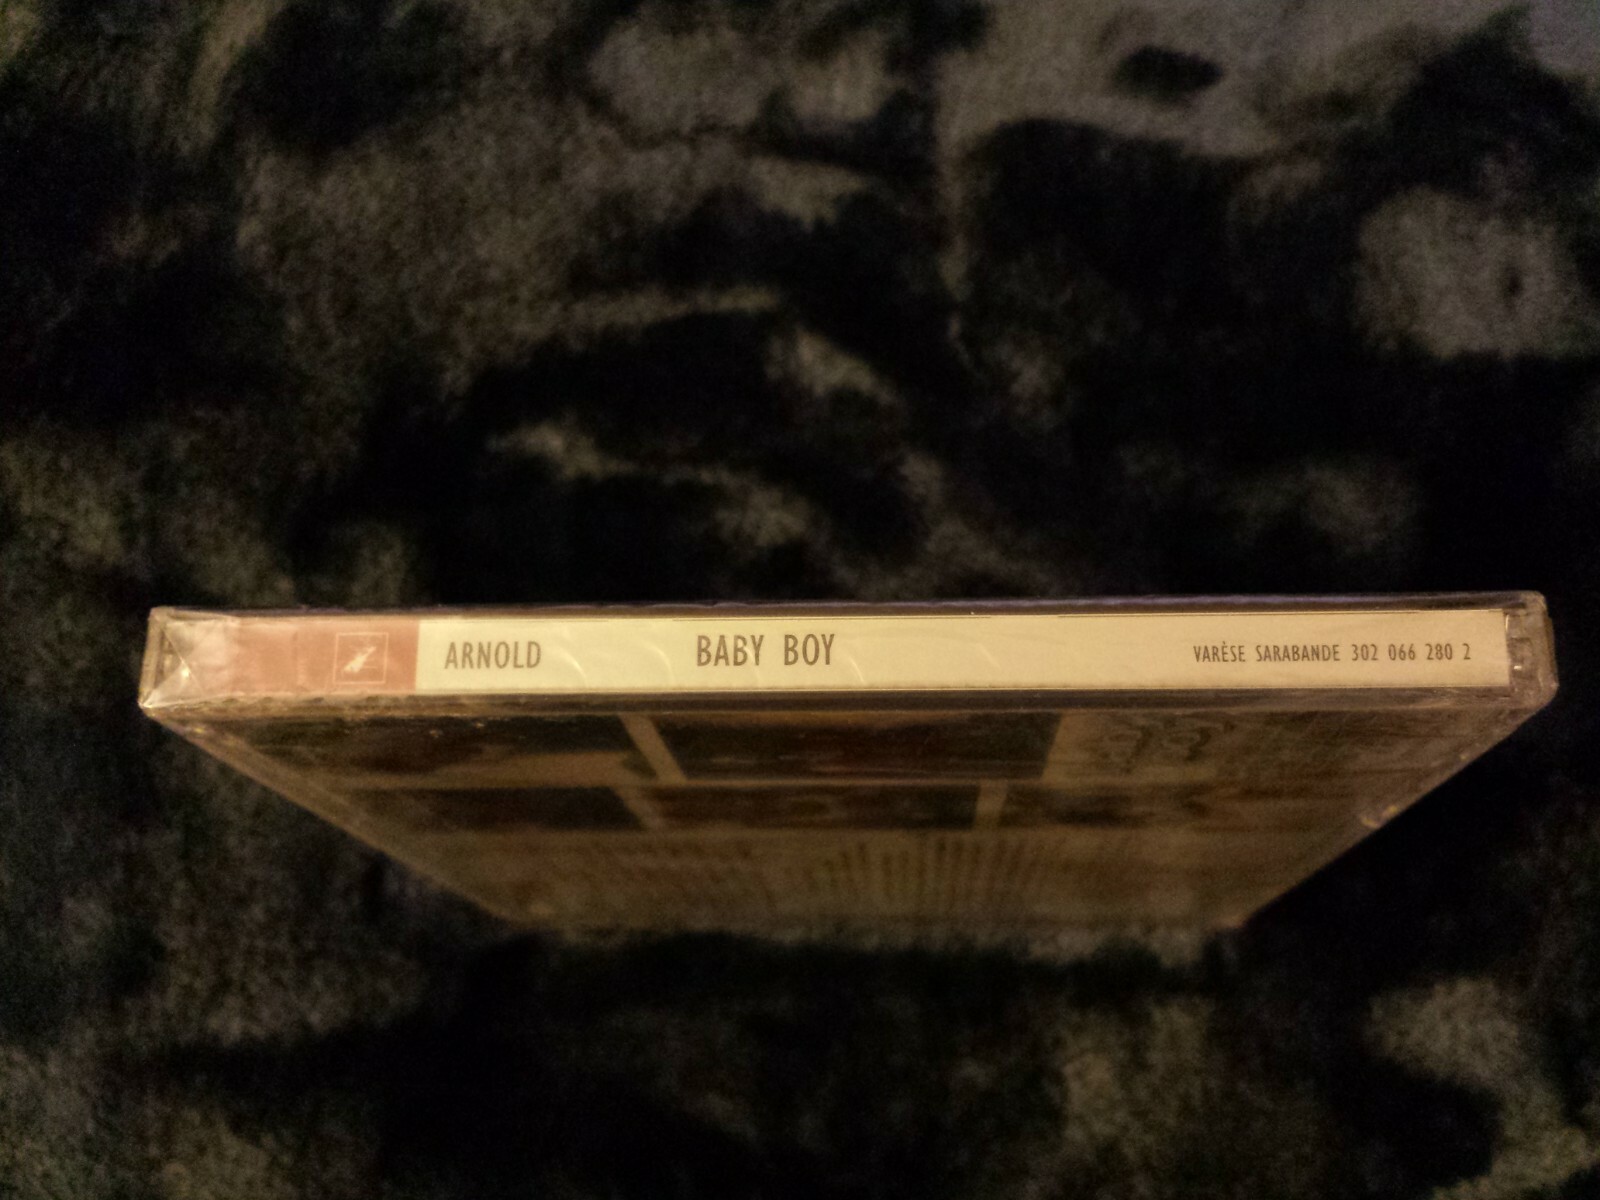 ARNOLD BABY BOY VARÈSE SARABANDE 302 066 280 2